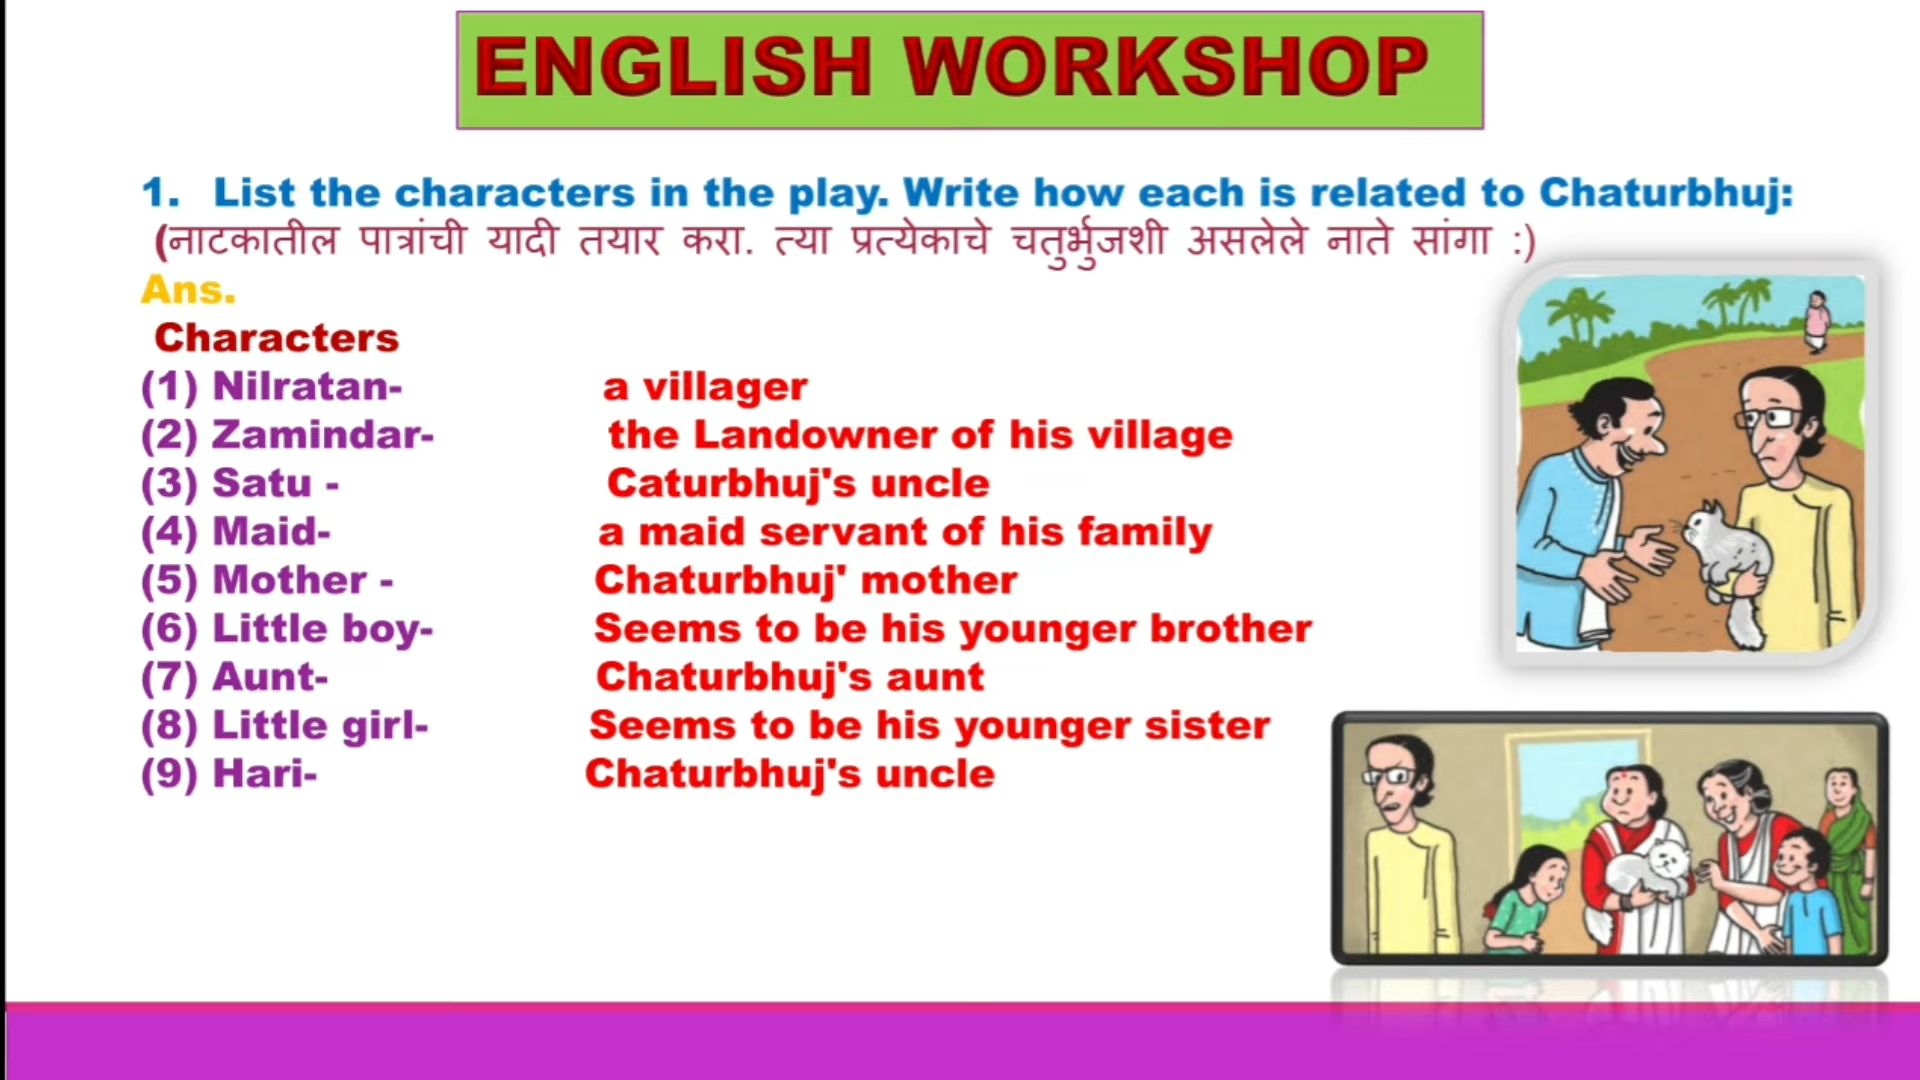 ENGLISH WORKSHOP
1. List the characters in the play. Write how each is related to Chaturbhuj:
(नाटकातील पात्रांची यादी तयार करा. त्या प्रत्येकाचे चतुर्भुजशी असलेले नाते सांगा :)
Ans.
Characters
(1) Nilratan- a villager
(2) Zamindar- the Landowner of his village
(3) Satu - Caturbhuj's uncle
(4) Maid- a maid servant of his family
(5) Mother - Chaturbhuj' mother
(6) Little boy- Seems to be his younger brother
(7) Aunt- Chaturbhuj's aunt
(8) Little girl- Seems to be his younger sister
(9) Hari- Chaturbhuj's uncle